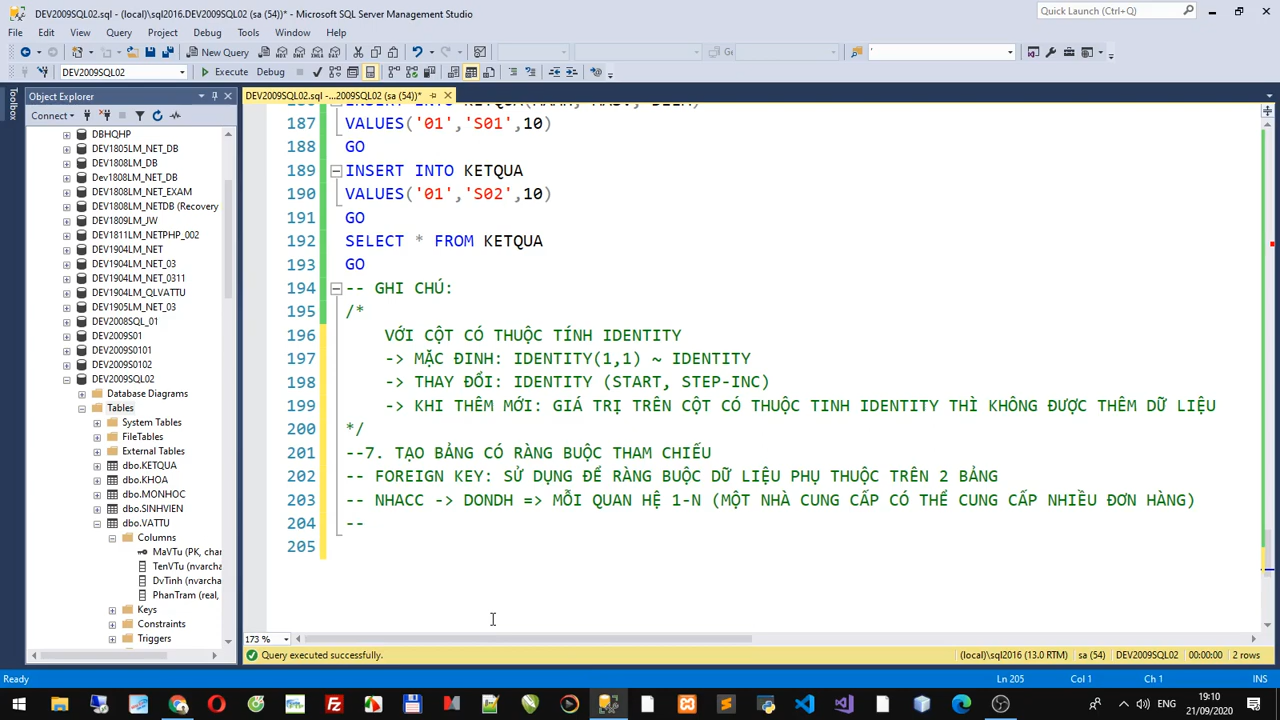 DEV2009SQL02.sql - (local)\sql2016.DEV2009SQL02 (sa (54))* - Microsoft SQL Server Management Studio
Quick Launch (Ctrl+Q)
File Edit View Query Project Debug Tools Window Help
New Query
DEV2009SQL02 Execute Debug
Toolbox
Object Explorer
Connect
DBHQHP
DEV1805LM_NET_DB
DEV1808LM_DB
Dev1808LM_NET_DB
DEV1808LM_NET_EXAM
DEV1808LM_NETDB (Recovery
DEV1809LM_JW
DEV1811LM_NETPHP_002
DEV1904LM_NET
DEV1904LM_NET_03
DEV1904LM_NET_0311
DEV1904LM_QLVATTU
DEV1905LM_NET_03
DEV2008SQL_01
DEV2009S01
DEV2009S0101
DEV2009S0102
DEV2009SQL02
Database Diagrams
Tables
System Tables
FileTables
External Tables
dbo.KETQUA
dbo.KHOA
dbo.MONHOC
dbo.SINHVIEN
dbo.VATTU
Columns
MaVTu (PK, char
TenVTu (nvarcha
DvTinh (nvarcha
PhanTram (real,
Keys
Constraints
Triggers
DEV2009SQL02.sql -...2009SQL02 (sa (54))*
187 VALUES('01','S01',10)
188 GO
189 INSERT INTO KETQUA
190 VALUES('01','S02',10)
191 GO
192 SELECT * FROM KETQUA
193 GO
194 -- GHI CHÚ:
195 /*
196 VỚI CỘT CÓ THUỘC TÍNH IDENTITY
197 -> MẶC ĐINH: IDENTITY(1,1) ~ IDENTITY
198 -> THAY ĐỔI: IDENTITY (START, STEP-INC)
199 -> KHI THÊM MỚI: GIÁ TRỊ TRÊN CỘT CÓ THUỘC TINH IDENTITY THÌ KHÔNG ĐƯỢC THÊM DỮ LIỆU
200 */
201 --7. TẠO BẢNG CÓ RÀNG BUỘC THAM CHIẾU
202 -- FOREIGN KEY: SỬ DỤNG ĐỂ RÀNG BUỘC DỮ LIỆU PHỤ THUỘC TRÊN 2 BẢNG
203 -- NHACC -> DONDH => MỖI QUAN HỆ 1-N (MỘT NHÀ CUNG CẤP CÓ THỂ CUNG CẤP NHIỀU ĐƠN HÀNG)
204 --
205
173 %
Query executed successfully. (local)\sql2016 (13.0 RTM) sa (54) DEV2009SQL02 00:00:00 2 rows
Ready Ln 205 Col 1 Ch 1 INS
ENG 19:10
21/09/2020